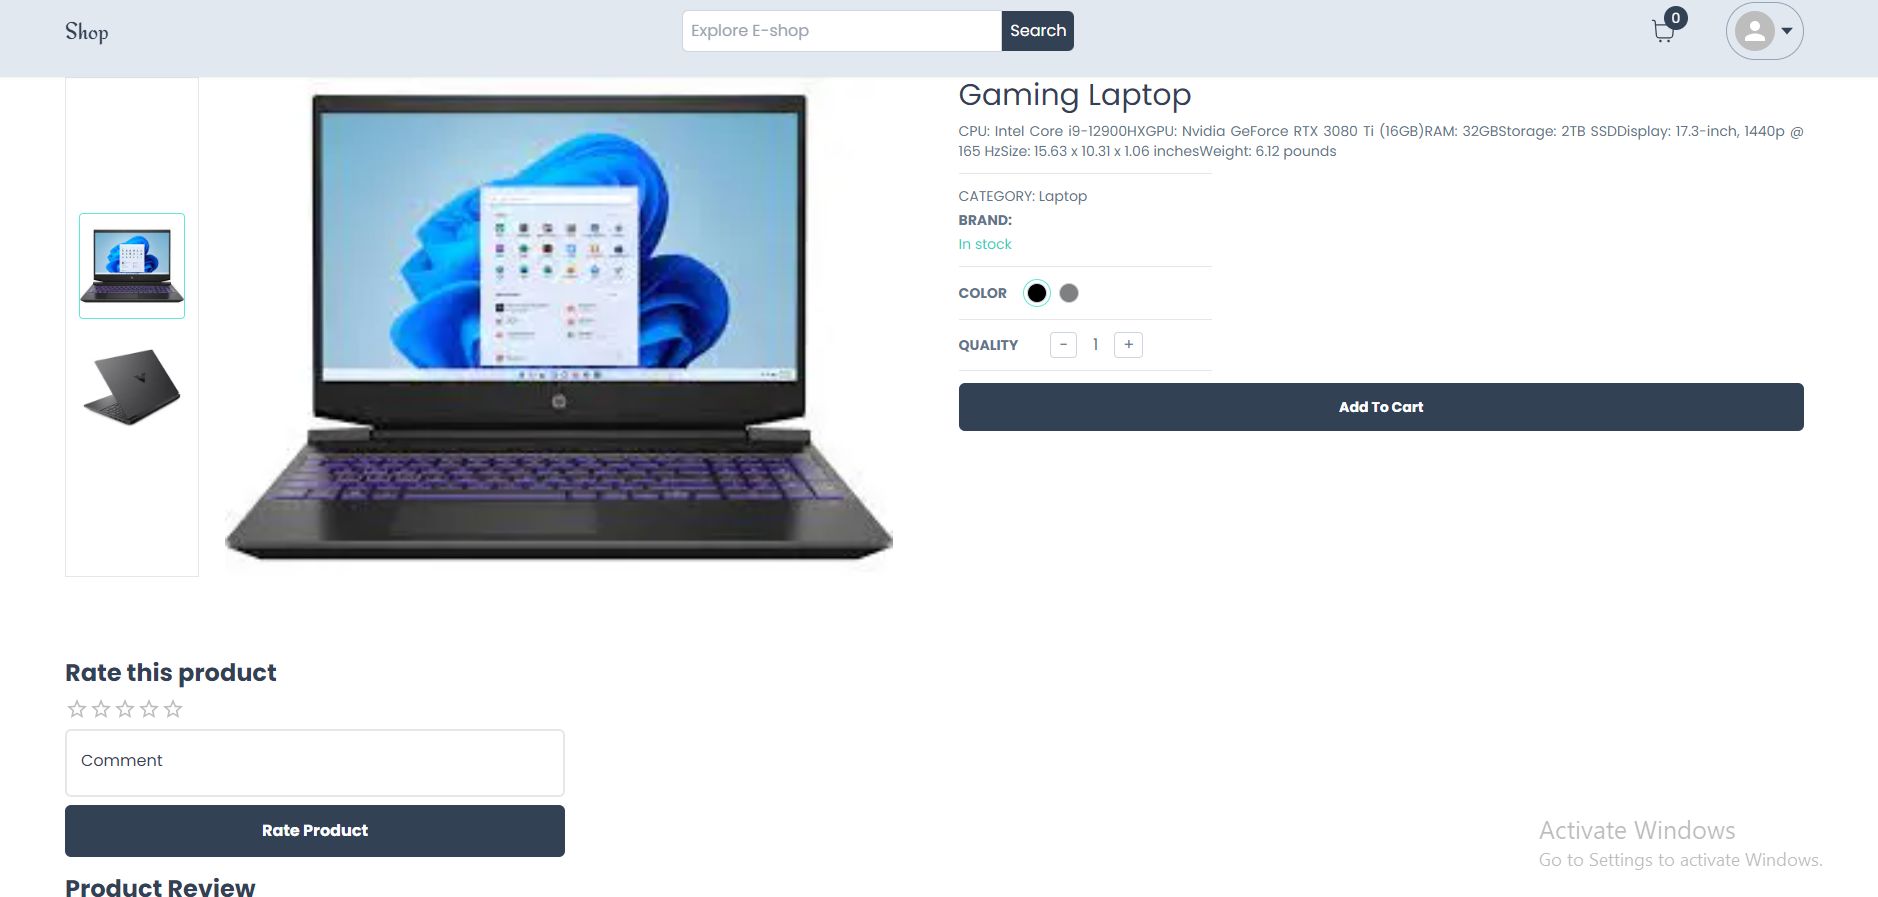 Shop
Explore E-shop
Search
0
Gaming Laptop
CPU: Intel Core i9-12900HXGPU: Nvidia GeForce RTX 3080 Ti (16GB)RAM: 32GBStorage: 2TB SSDDisplay: 17.3-inch, 1440p @
165 HzSize: 15.63 x 10.31 x 1.06 inchesWeight: 6.12 pounds
CATEGORY: Laptop
BRAND:
In stock
COLOR
QUALITY - 1 +
Add To Cart
hp
Rate this product
Comment
Rate Product
Product Review
Activate Windows
Go to Settings to activate Windows.